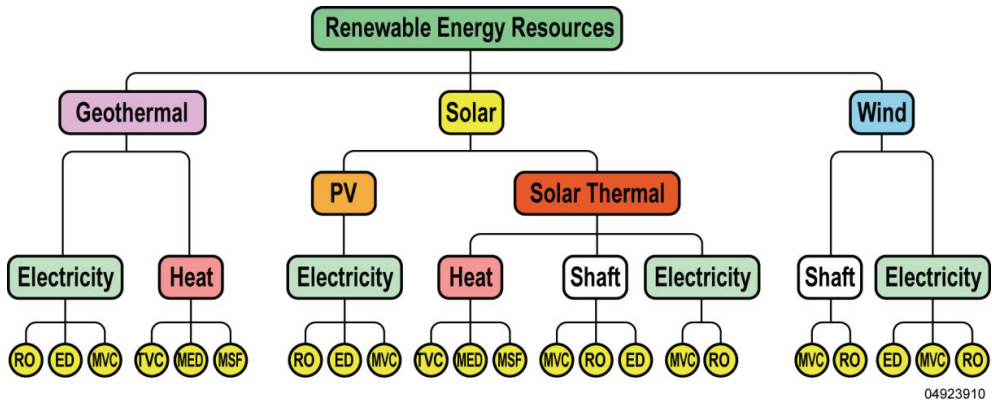 Renewable Energy Resources
Geothermal Solar Wind
PV Solar Thermal
Electricity Heat Electricity Heat Shaft Electricity Shaft Electricity
RO ED MVC TVC MED MSF RO ED MVC TVC MED MSF MVC RO ED MVC RO MVC RO ED MVC RO
04923910